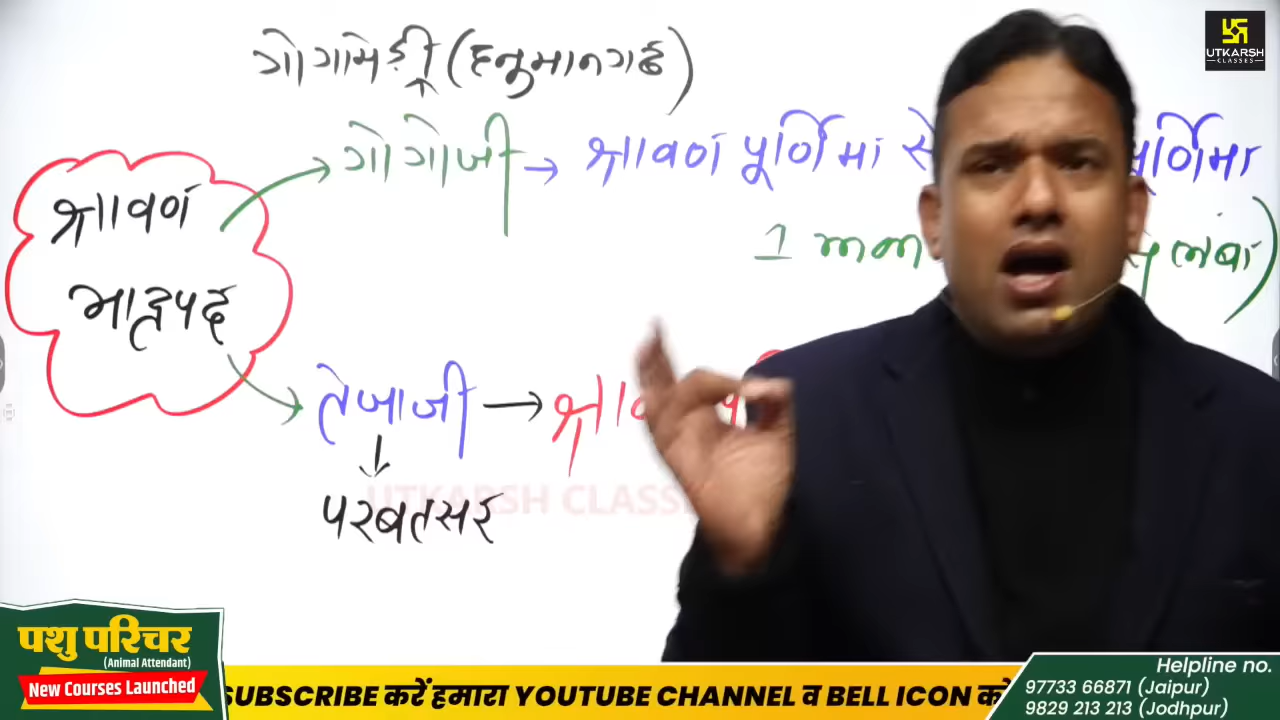 गोगामेड़ी (हनुमानगढ)
UTKARSH
CLASSES
गोगोजी → श्रावण पूर्णिमा से पूर्णिमा
श्रावण
भाद्रपद
1 लंबा)
तेजाजी → श्राव
परबतसर
UTKARSH CLASSES
पशु परिचर
(Animal Attendant)
New Courses Launched
SUBSCRIBE करें हमारा YOUTUBE CHANNEL व BELL ICON को
Helpline no.
97733 66871 (Jaipur)
9829 213 213 (Jodhpur)